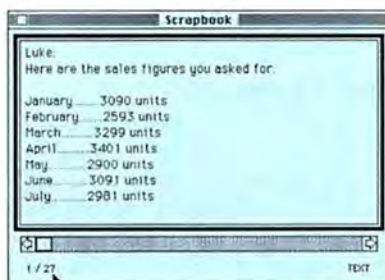 Scrapbook
Luke:
Here are the sales figures you asked for.
January........3090 units
February........2593 units
March........3299 units
April........3401 units
May........2900 units
June........3091 units
July........2981 units
1 / 27
TEXT